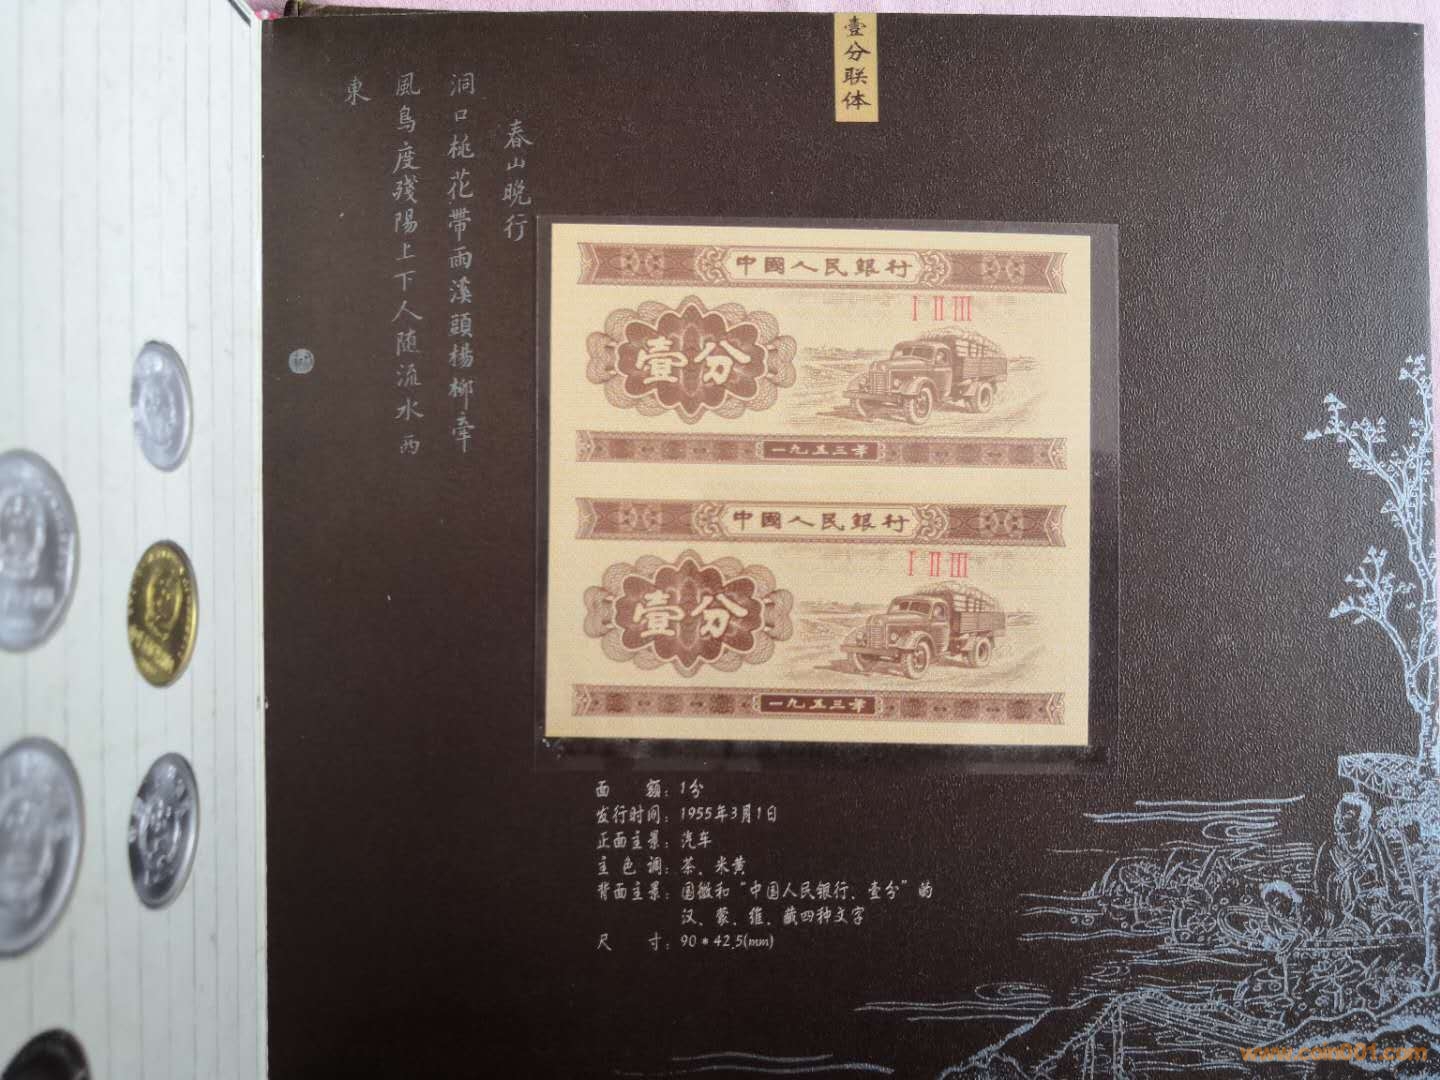 壹分联体
春山晚行
洞口桃花帶雨溪頭楊柳牽
風鳥度殘陽上下人随流水西
東
中國人民銀行
I II III
壹分
一九五三年
中國人民銀行
I II III
壹分
一九五三年
面 额：1分
发行时间：1955年3月1日
正面主景：汽车
主 色 调：茶、米黄
背面主景：国徽和“中国人民银行、壹分”的
汉、蒙、维、藏四种文字
尺 寸：90*42.5(mm)
www.coin001.com